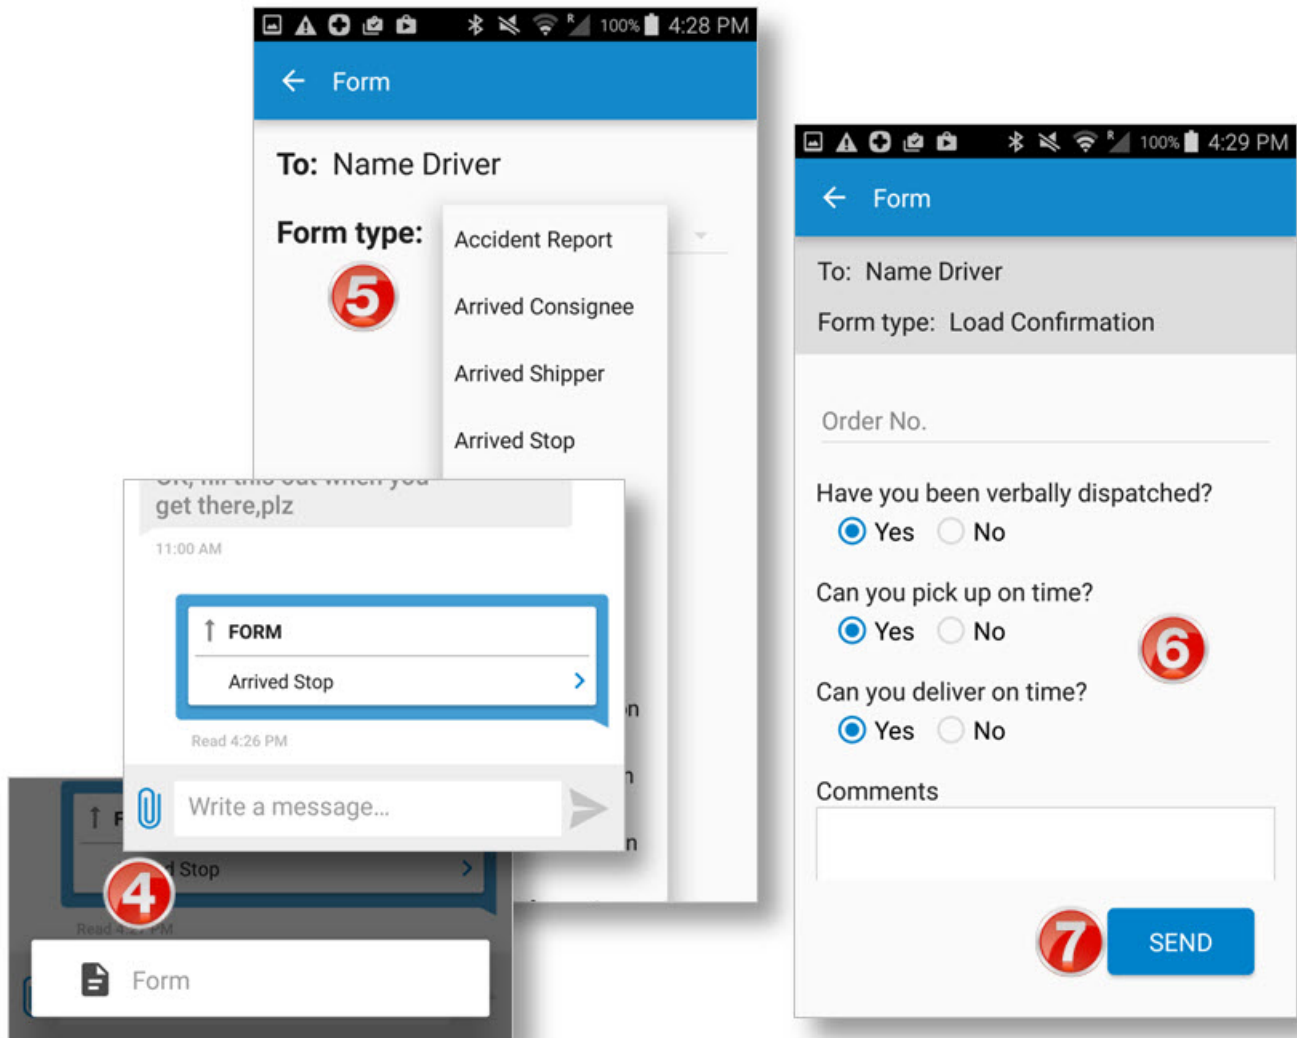 100% 4:28 PM
Form
To: Name Driver
Form type:
Accident Report
Arrived Consignee
Arrived Shipper
Arrived Stop
5
get there,plz
11:00 AM
FORM
Arrived Stop
Read 4:26 PM
Write a message...
Stop
4
Form
R 100% 4:29 PM
Form
To: Name Driver
Form type: Load Confirmation
Order No.
Have you been verbally dispatched?
Yes No
Can you pick up on time?
Yes No
6
Can you deliver on time?
Yes No
Comments
7
SEND